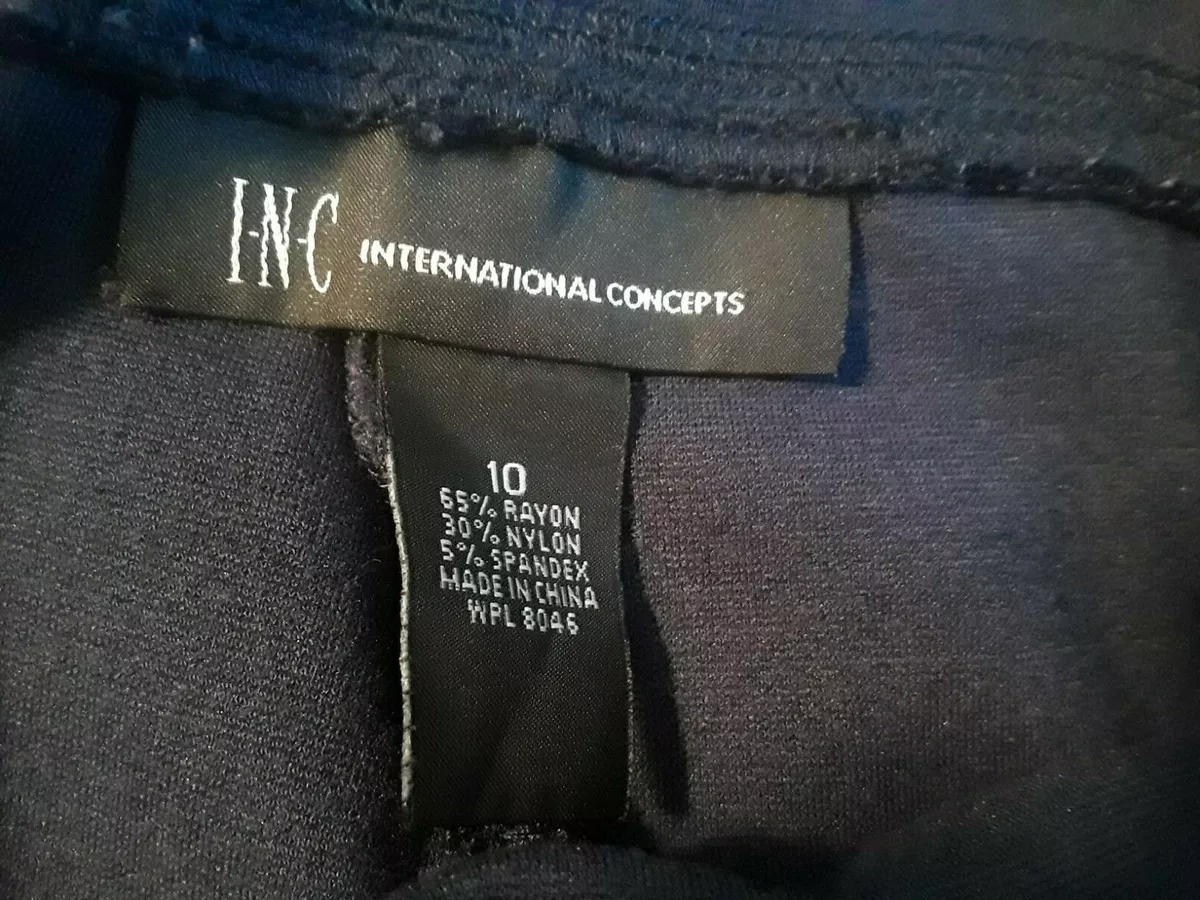 I-N-C INTERNATIONAL CONCEPTS
10
65% RAYON
30% NYLON
5% SPANDEX
MADE IN CHINA
WPL 8046